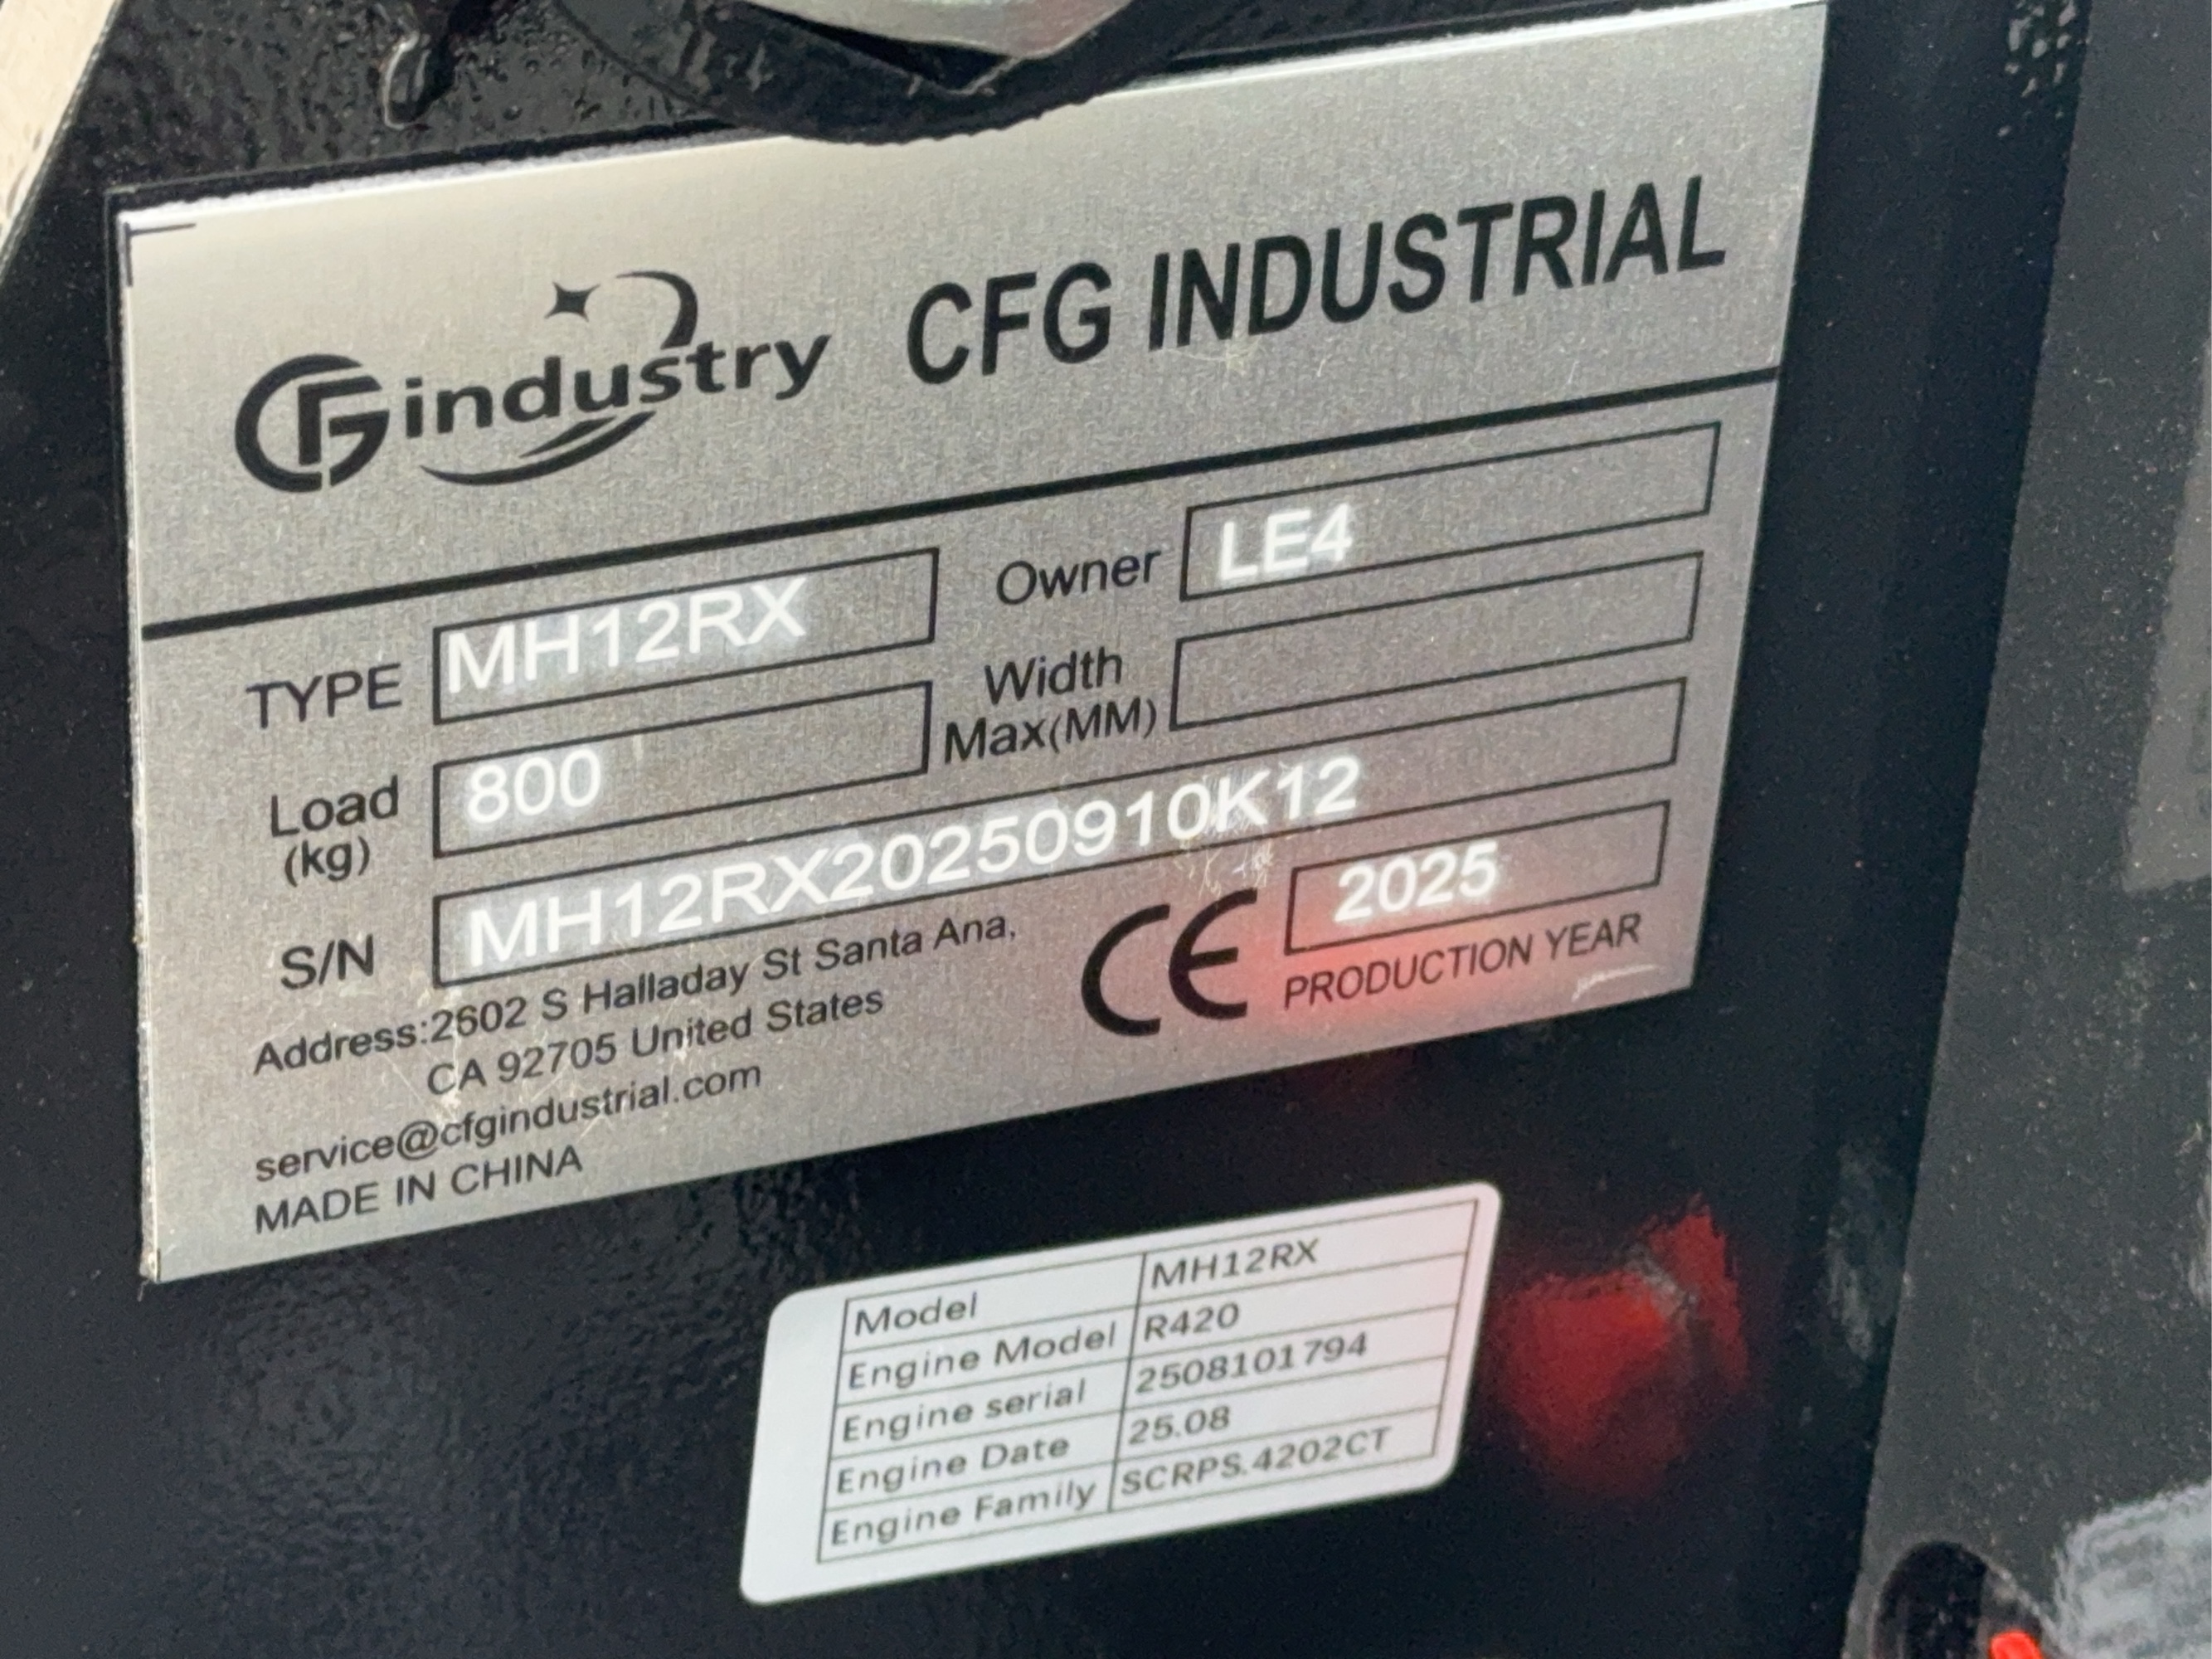 CFG industry CFG INDUSTRIAL
TYPE MH12RX Owner LE4
Load (kg) 800 Width Max(MM)
S/N MH12RX20250910K12
Address:2602 S Halladay St Santa Ana,
CA 92705 United States
service@cfgindustrial.com
MADE IN CHINA
CE 2025
PRODUCTION YEAR
Model MH12RX
Engine Model R420
Engine serial 2508101794
Engine Date 25.08
Engine Family SCRPS.4202CT